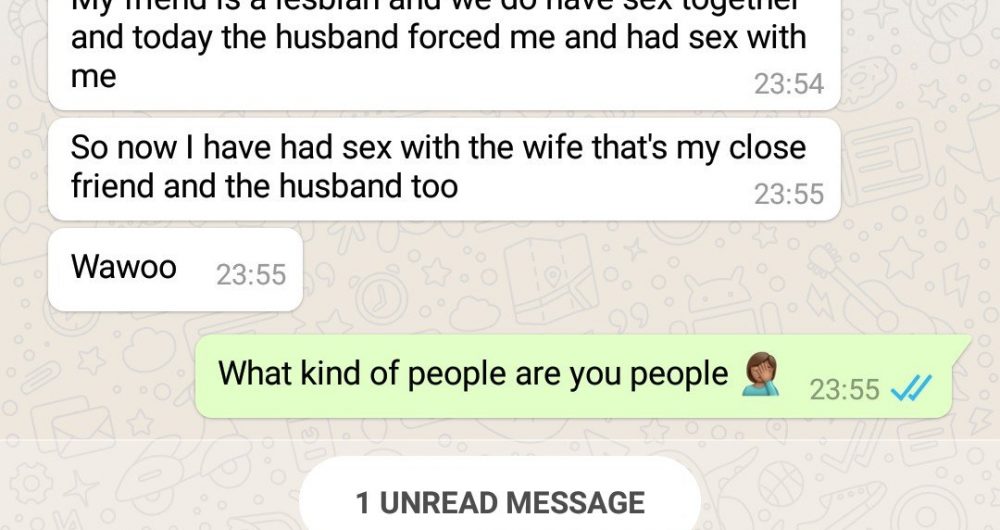 My friend is a lesbian and we do have sex together
and today the husband forced me and had sex with
me
23:54
So now I have had sex with the wife that's my close
friend and the husband too
23:55
Wawoo 23:55
What kind of people are you people 🤦🏽‍♀️ 23:55
1 UNREAD MESSAGE